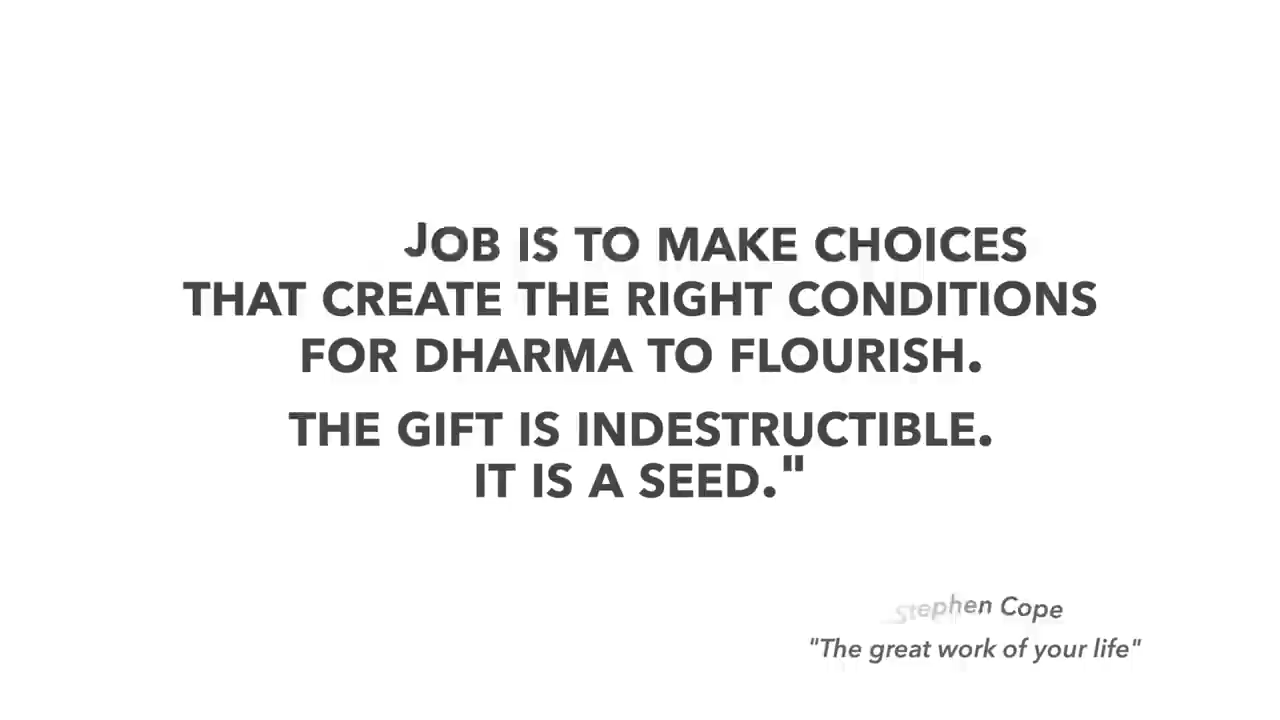 JOB IS TO MAKE CHOICES
THAT CREATE THE RIGHT CONDITIONS
FOR DHARMA TO FLOURISH.
THE GIFT IS INDESTRUCTIBLE.
IT IS A SEED."
Stephen Cope
"The great work of your life"